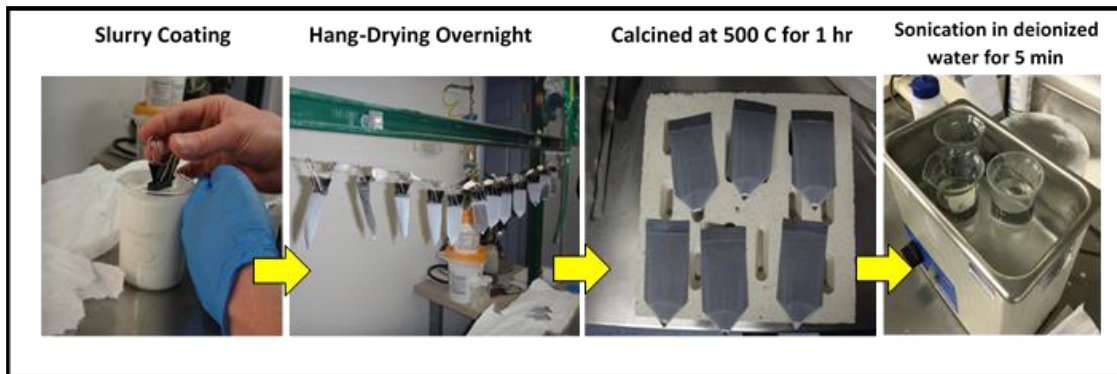 Slurry Coating
Hang-Drying Overnight
Calcined at 500 C for 1 hr
Sonication in deionized
water for 5 min